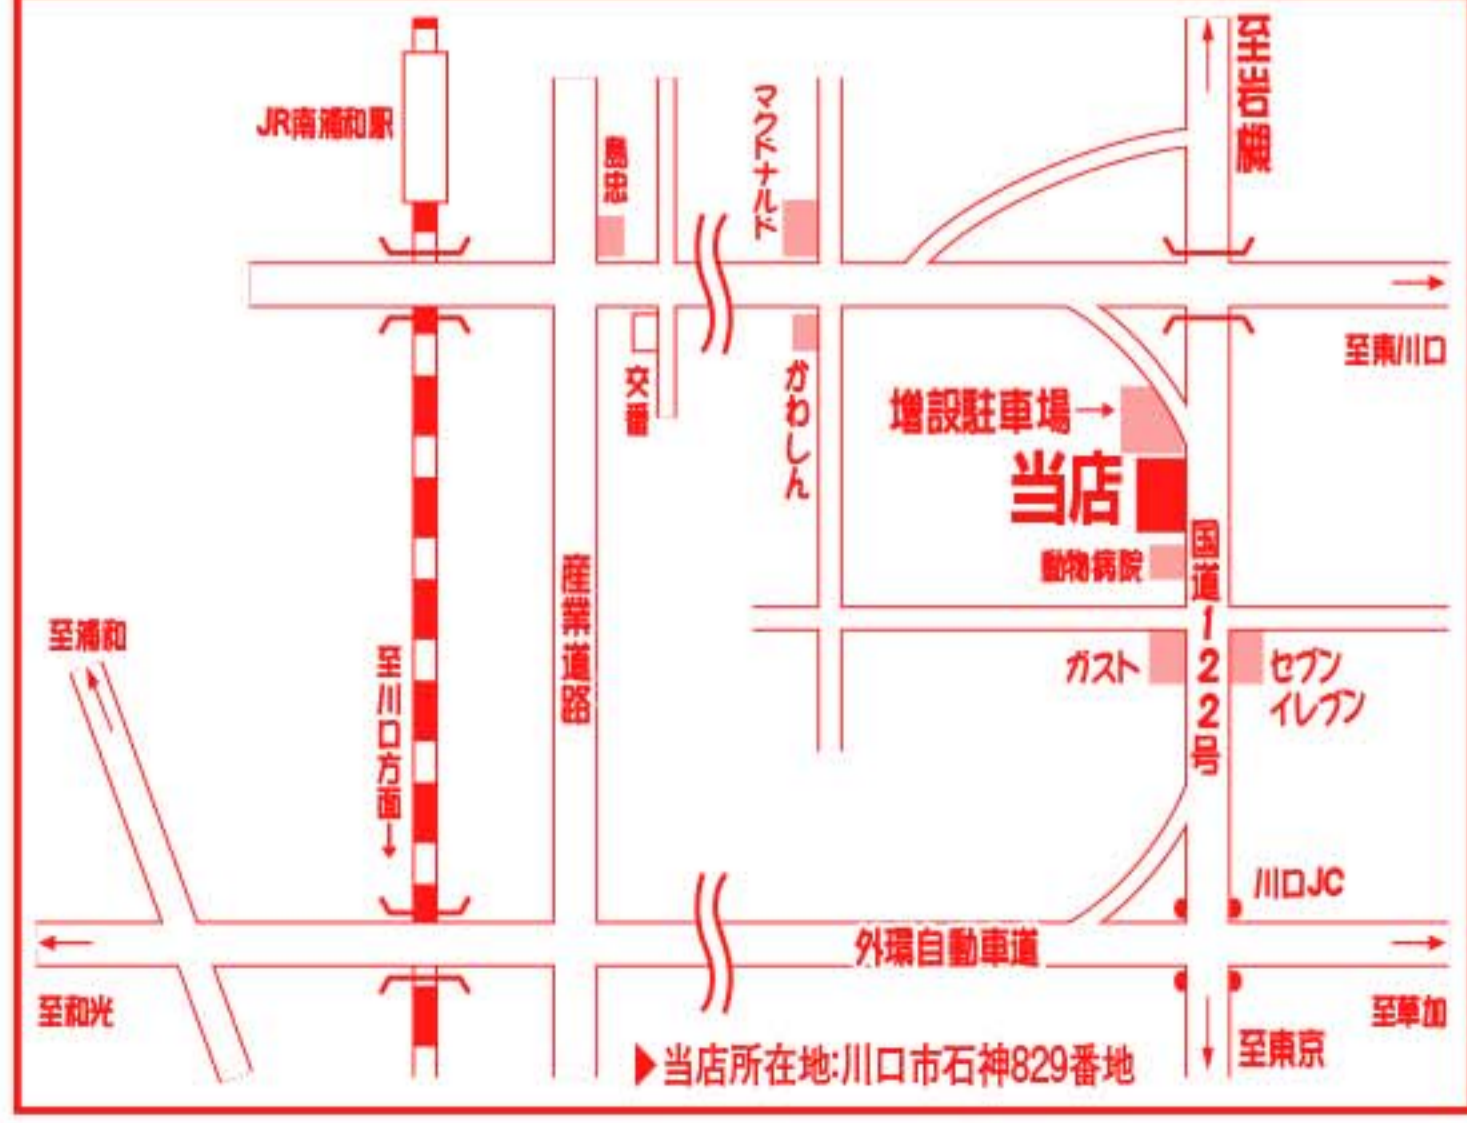 至岩槻
マクドナルド
JR南浦和駅
島忠
至東川口
交番
かわしん
増設駐車場
当店
動物病院
国道122号
産業道路
至浦和
至川口方面
ガスト
セブン
イレブン
川口JC
外環自動車道
至和光
至草加
至東京
▶当店所在地:川口市石神829番地